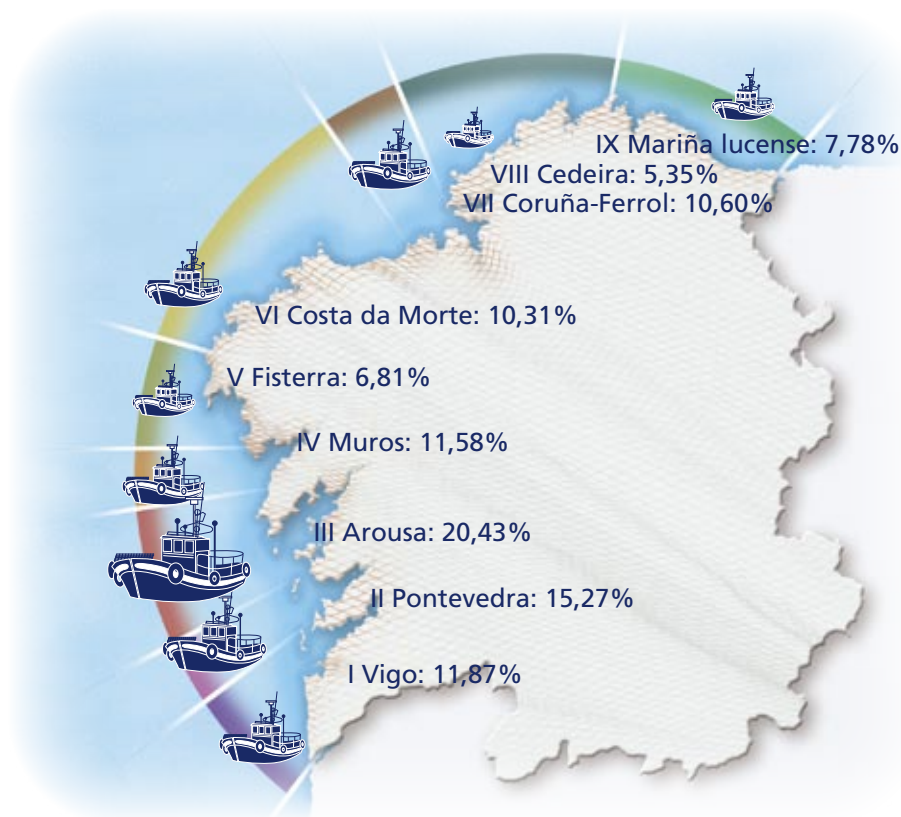 IX Mariña lucense: 7,78%
VIII Cedeira: 5,35%
VII Coruña-Ferrol: 10,60%
VI Costa da Morte: 10,31%
V Fisterra: 6,81%
IV Muros: 11,58%
III Arousa: 20,43%
II Pontevedra: 15,27%
I Vigo: 11,87%